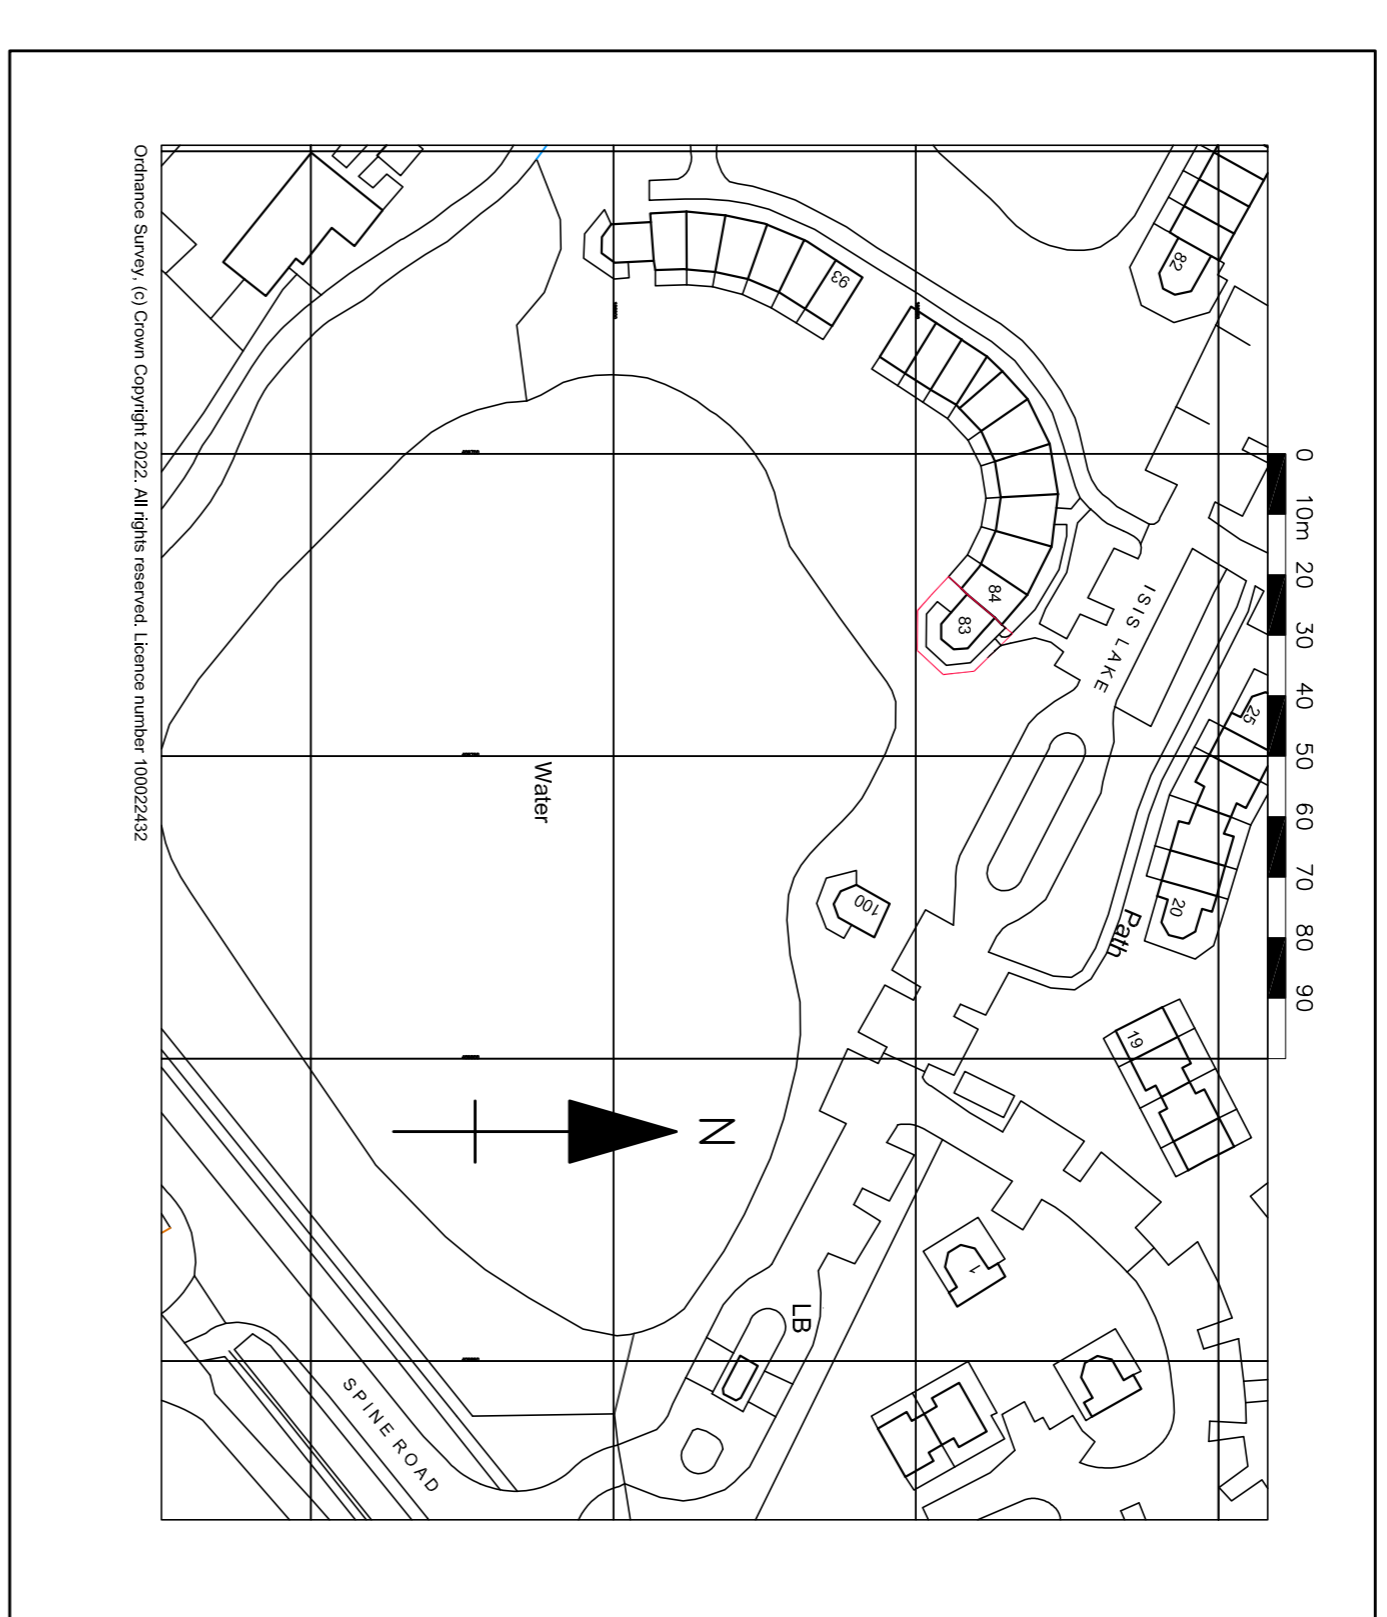 82
93
0
10m
20
30
40
50
60
70
80
90
84
83
ISIS LAKE
25
20
Path
100
Water
19
N
1
LB
SPINE ROAD
Ordnance Survey, (c) Crown Copyright 2022. All rights reserved. Licence number 100022432